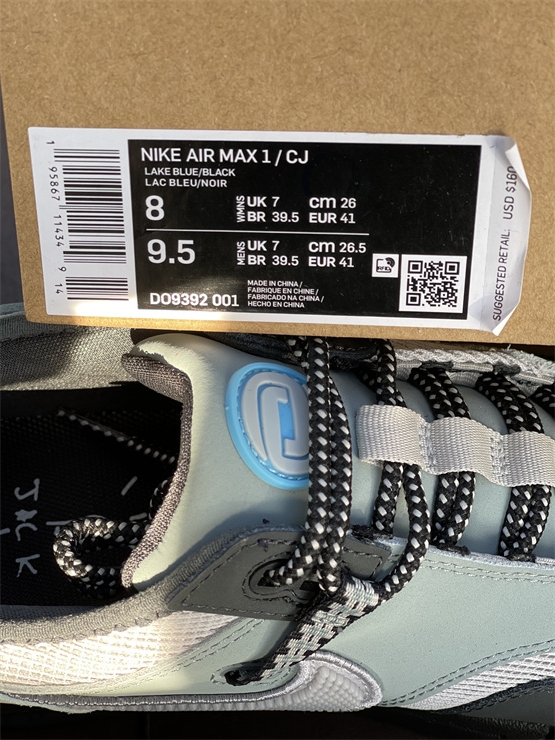 NIKE AIR MAX 1 / CJ
LAKE BLUE/BLACK
LAC BLEU/NOIR
8 WMNS UK 7 CM 26
BR 39.5 EUR 41
9.5 MENS UK 7 CM 26.5
BR 39.5 EUR 41
DO9392 001
MADE IN CHINA /
FABRIQUE EN CHINE /
FABRICADO NA CHINA /
HECHO EN CHINA
SUGGESTED RETAIL: USD $160
1 95867 11434 9 14
CJ